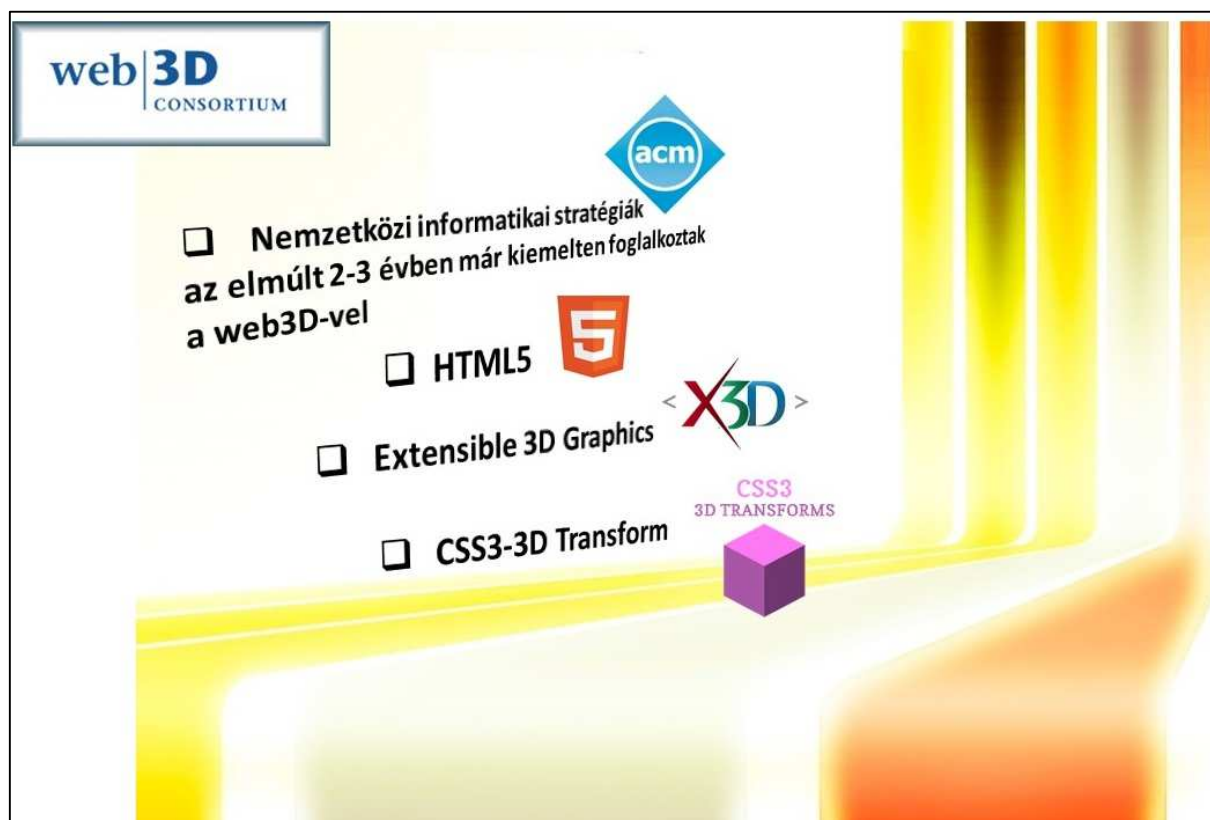 web 3D
CONSORTIUM
acm
❑ Nemzetközi informatikai stratégiák
az elmúlt 2-3 évben már kiemelten foglalkoztak
a web3D-vel
❑ HTML5
5
❑ Extensible 3D Graphics
< X3D >
CSS3
3D TRANSFORMS
❑ CSS3-3D Transform